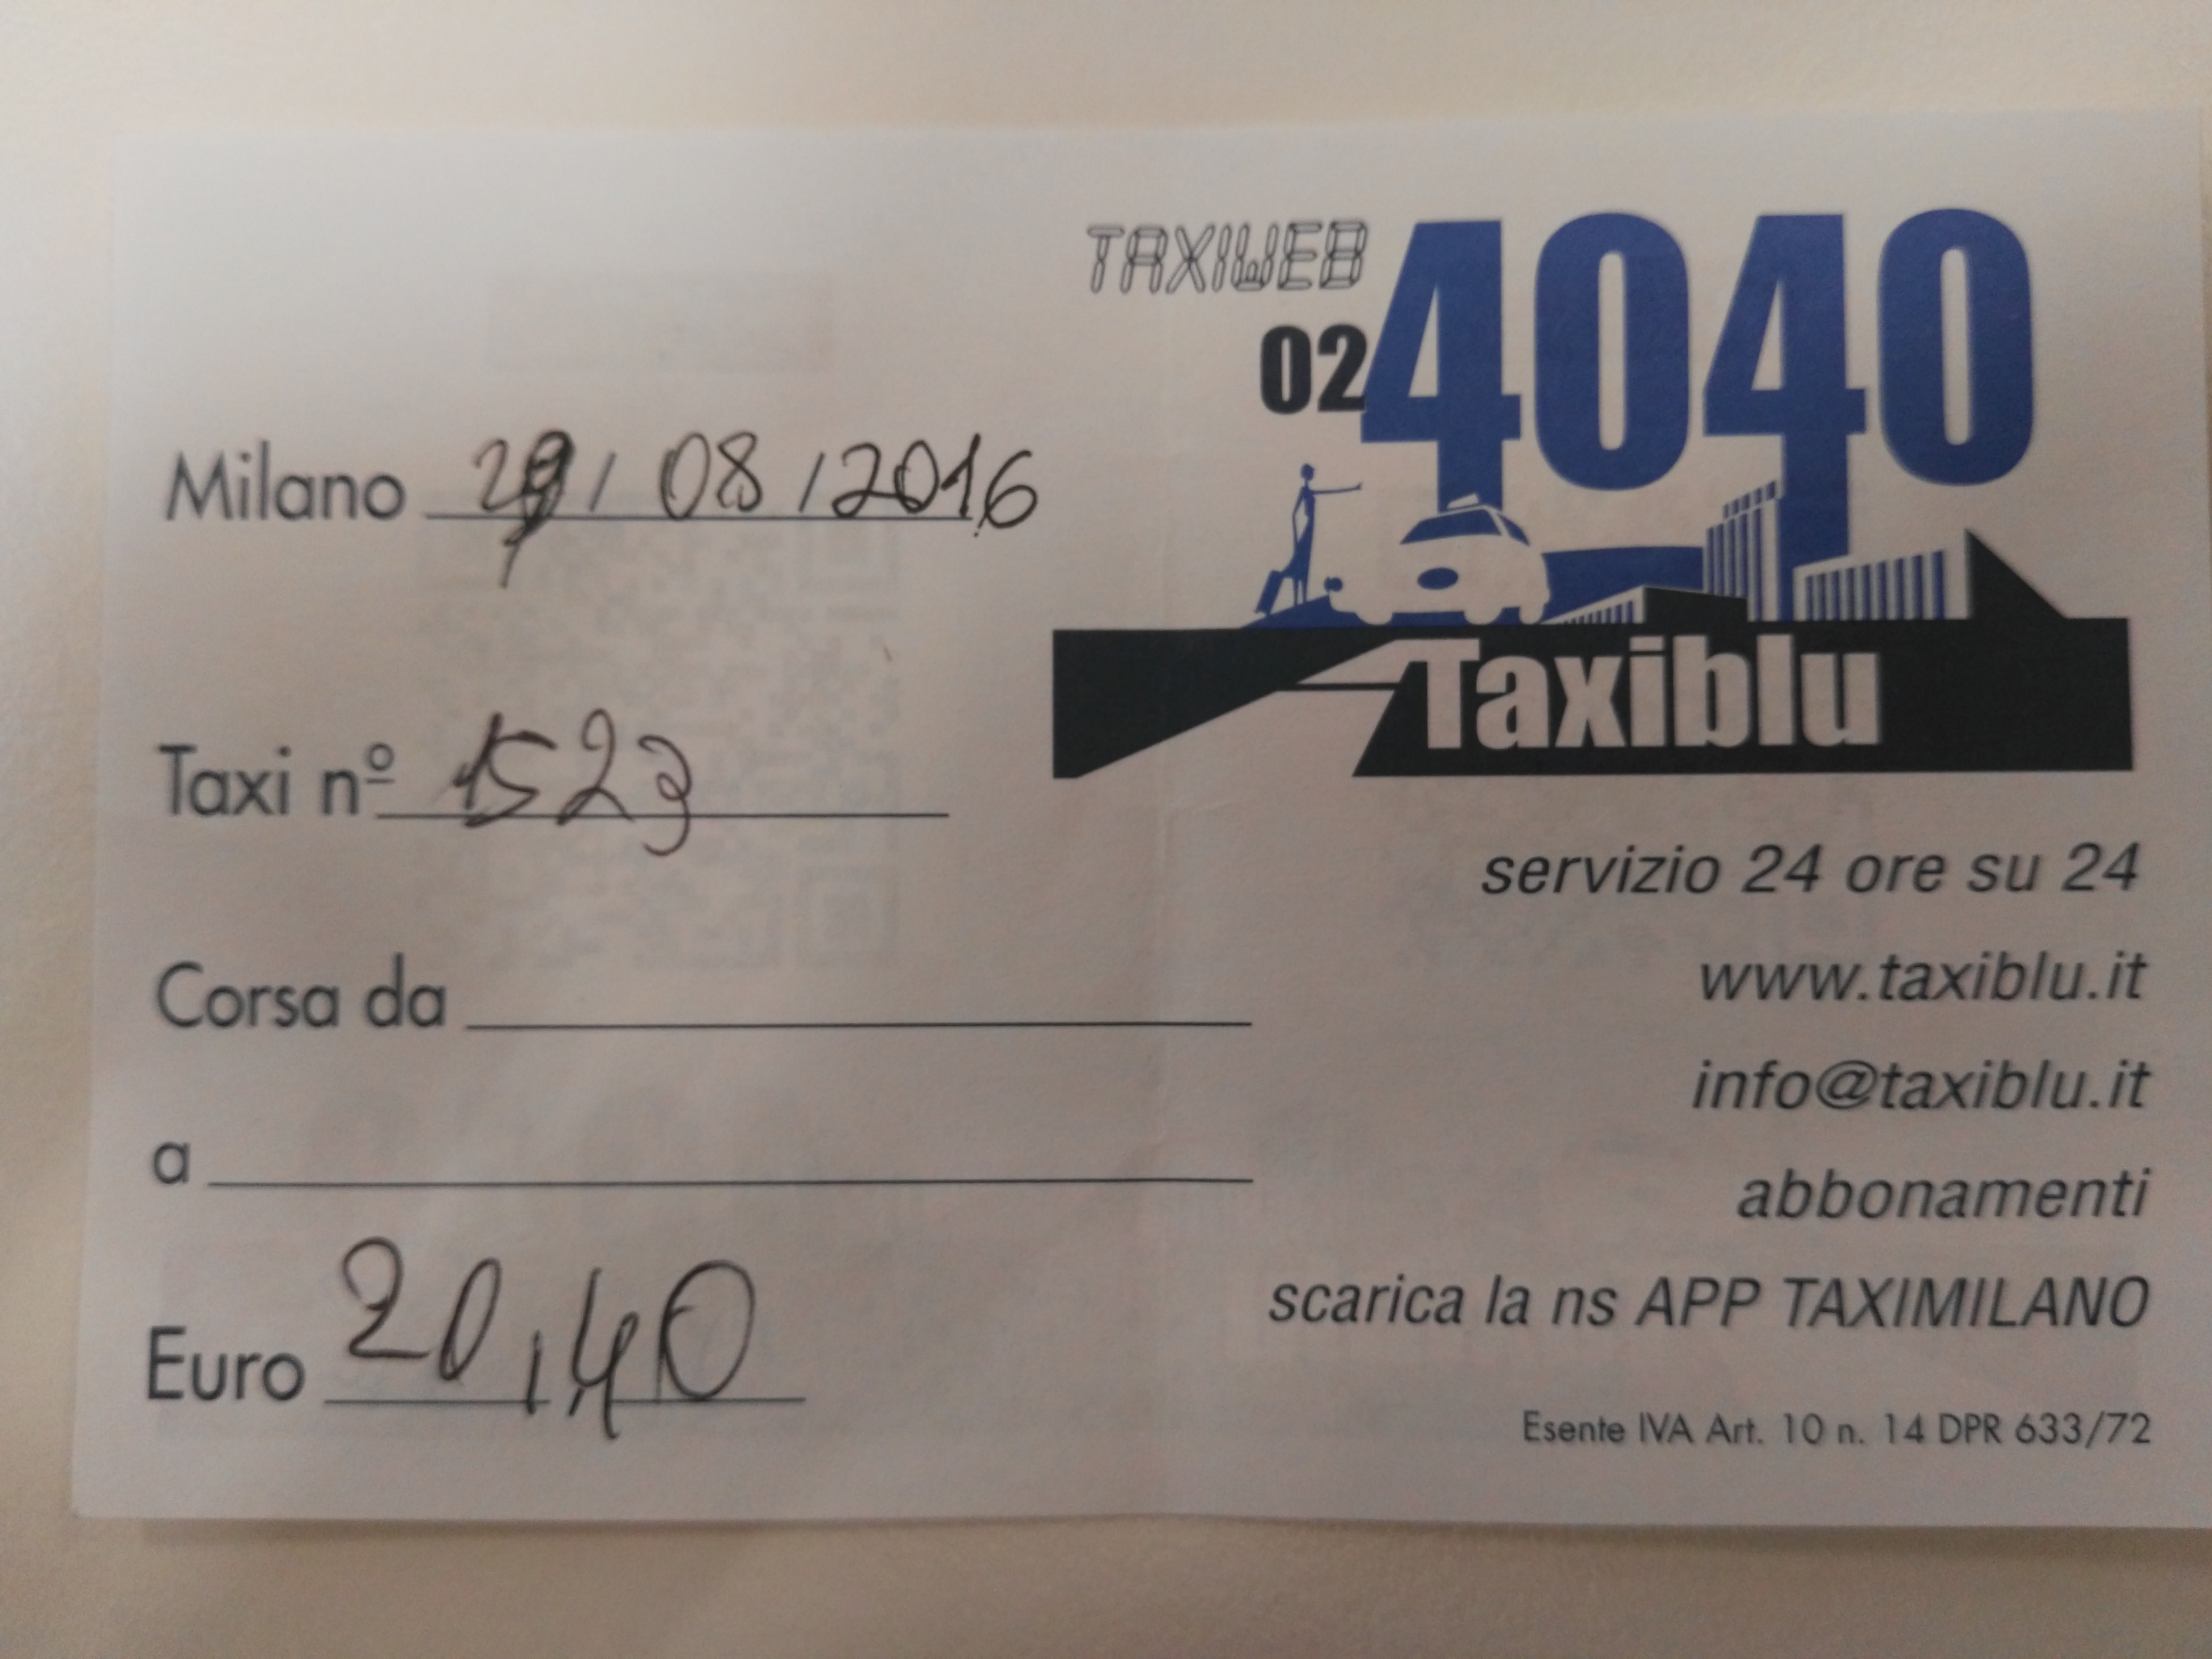 TAXIWEB
02 4040
Taxiblu
Milano 29/08/2016
Taxi nº 1523
Corsa da
a
Euro 20,40
servizio 24 ore su 24
www.taxiblu.it
info@taxiblu.it
abbonamenti
scarica la ns APP TAXIMILANO
Esente IVA Art. 10 n. 14 DPR 633/72